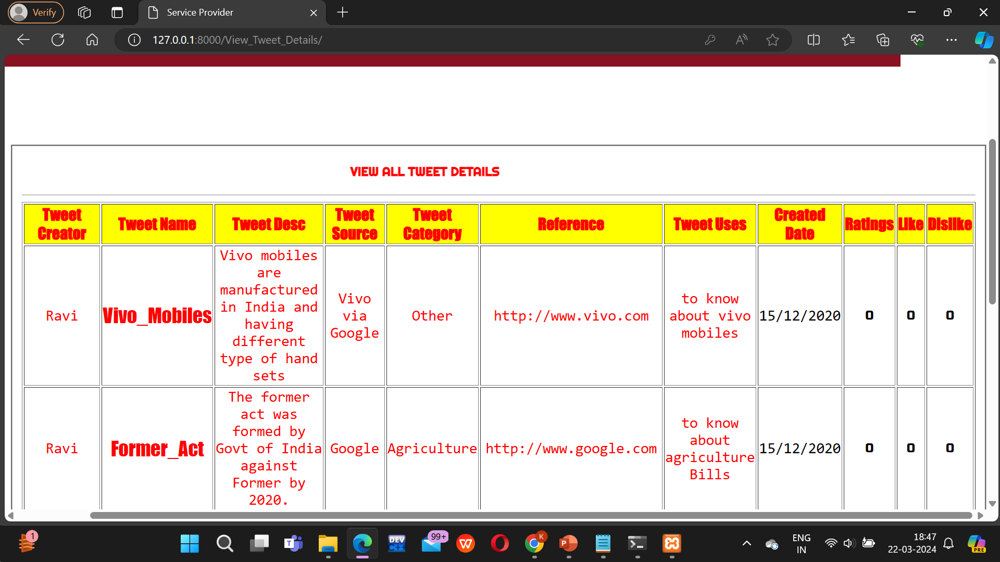 Verify
Service Provider
127.0.0.1:8000/View_Tweet_Details/
VIEW ALL TWEET DETAILS
Tweet
Creator
Tweet Name
Tweet Desc
Tweet
Source
Tweet
Category
Reference
Tweet Uses
Created
Date
Ratings
Like
Dislike
Ravi
Vivo_Mobiles
Vivo mobiles
are
manufactured
in India and
having
different
type of hand
sets
Vivo
via
Google
Other
http://www.vivo.com
to know
about vivo
mobiles
15/12/2020
0
0
0
Ravi
Former_Act
The former
act was
formed by
Govt of India
against
Former by
2020.
Google
Agriculture
http://www.google.com
to know
about
agriculture
Bills
15/12/2020
0
0
0
1
T
DEV
C++
99+
W
K
P
ENG
IN
18:47
22-03-2024
PRE